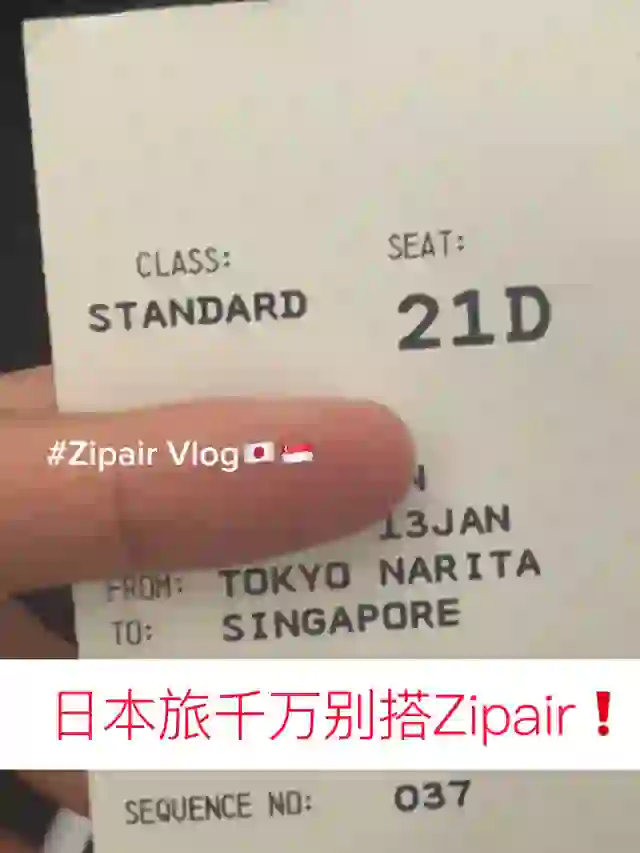 CLASS:
SEAT:
STANDARD
21D
#Zipair Vlog🇯🇵🇸🇬
N
13JAN
FROM: TOKYO NARITA
TO: SINGAPORE
日本旅千万别搭Zipair❗
SEQUENCE NO: 037